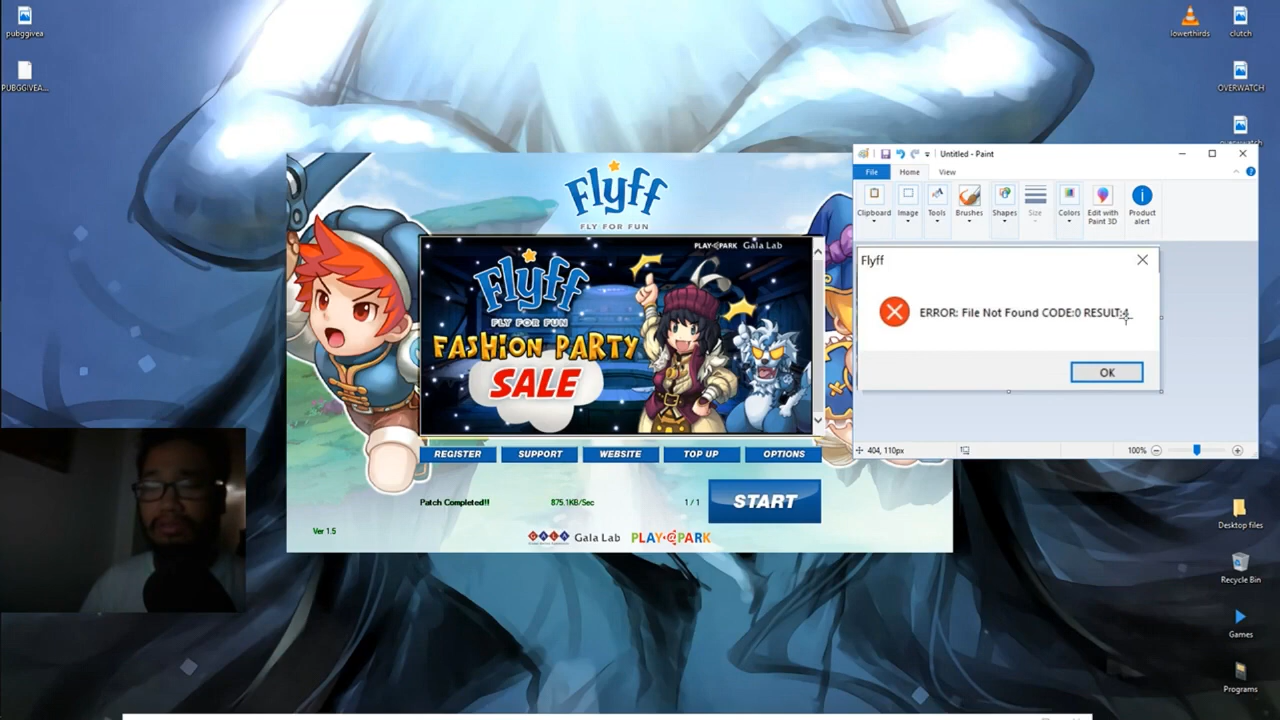 pubggivea
PUBGGIVEA...
lowerthirds
clutch
OVERWATCH
Flyff
FLY FOR FUN
PLAY@PARK Gala Lab
Flyff
FLY FOR FUN
FASHION PARTY
SALE
REGISTER
SUPPORT
WEBSITE
TOP UP
OPTIONS
Patch Completed!!!
875.1KB/Sec
1 / 1
START
Ver 1.5
GALA
Gala Lab
PLAY@PARK
Untitled - Paint
File
Home
View
Clipboard
Image
Tools
Brushes
Shapes
Size
Colors
Edit with
Paint 3D
Product
alert
Flyff
ERROR: File Not Found CODE:0 RESULT:
OK
404, 110px
100%
Desktop files
Recycle Bin
Games
Programs